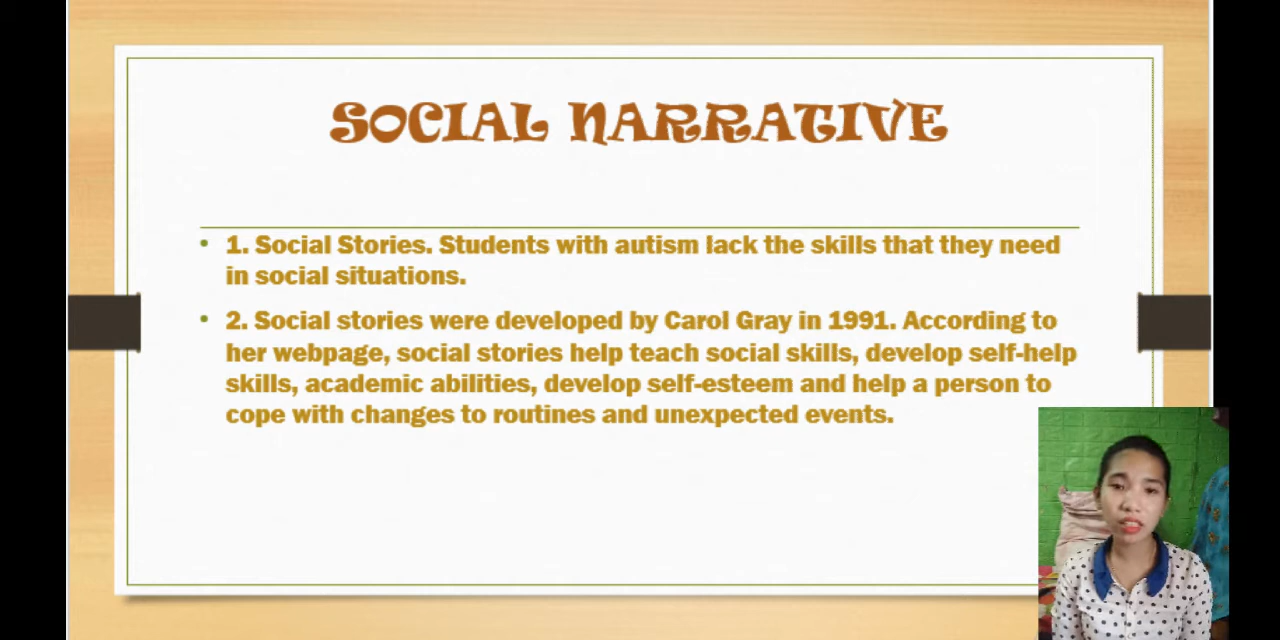 SOCIAL NARRATIVE
• 1. Social Stories. Students with autism lack the skills that they need
in social situations.
• 2. Social stories were developed by Carol Gray in 1991. According to
her webpage, social stories help teach social skills, develop self-help
skills, academic abilities, develop self-esteem and help a person to
cope with changes to routines and unexpected events.